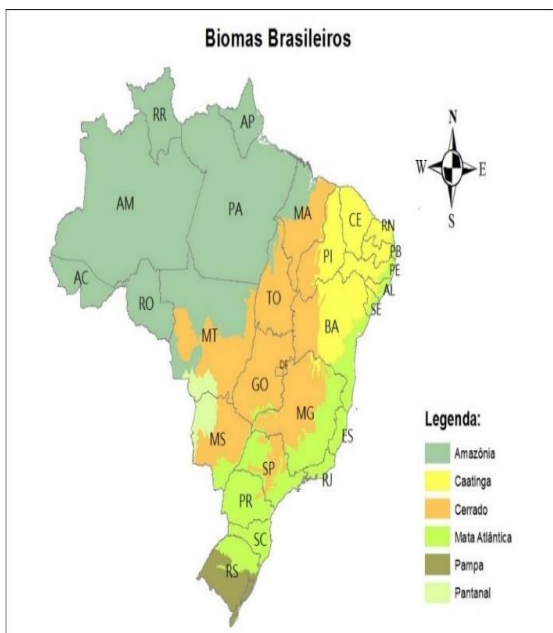 Biomas Brasileiros
N
W
E
S
RR
AP
AM
PA
MA
CE
RN
PB
PE
AL
SE
PI
AC
RO
TO
BA
MT
DF
GO
MG
ES
MS
SP
RJ
PR
SC
RS
Legenda:
Amazônia
Caatinga
Cerrado
Mata Atlântica
Pampa
Pantanal